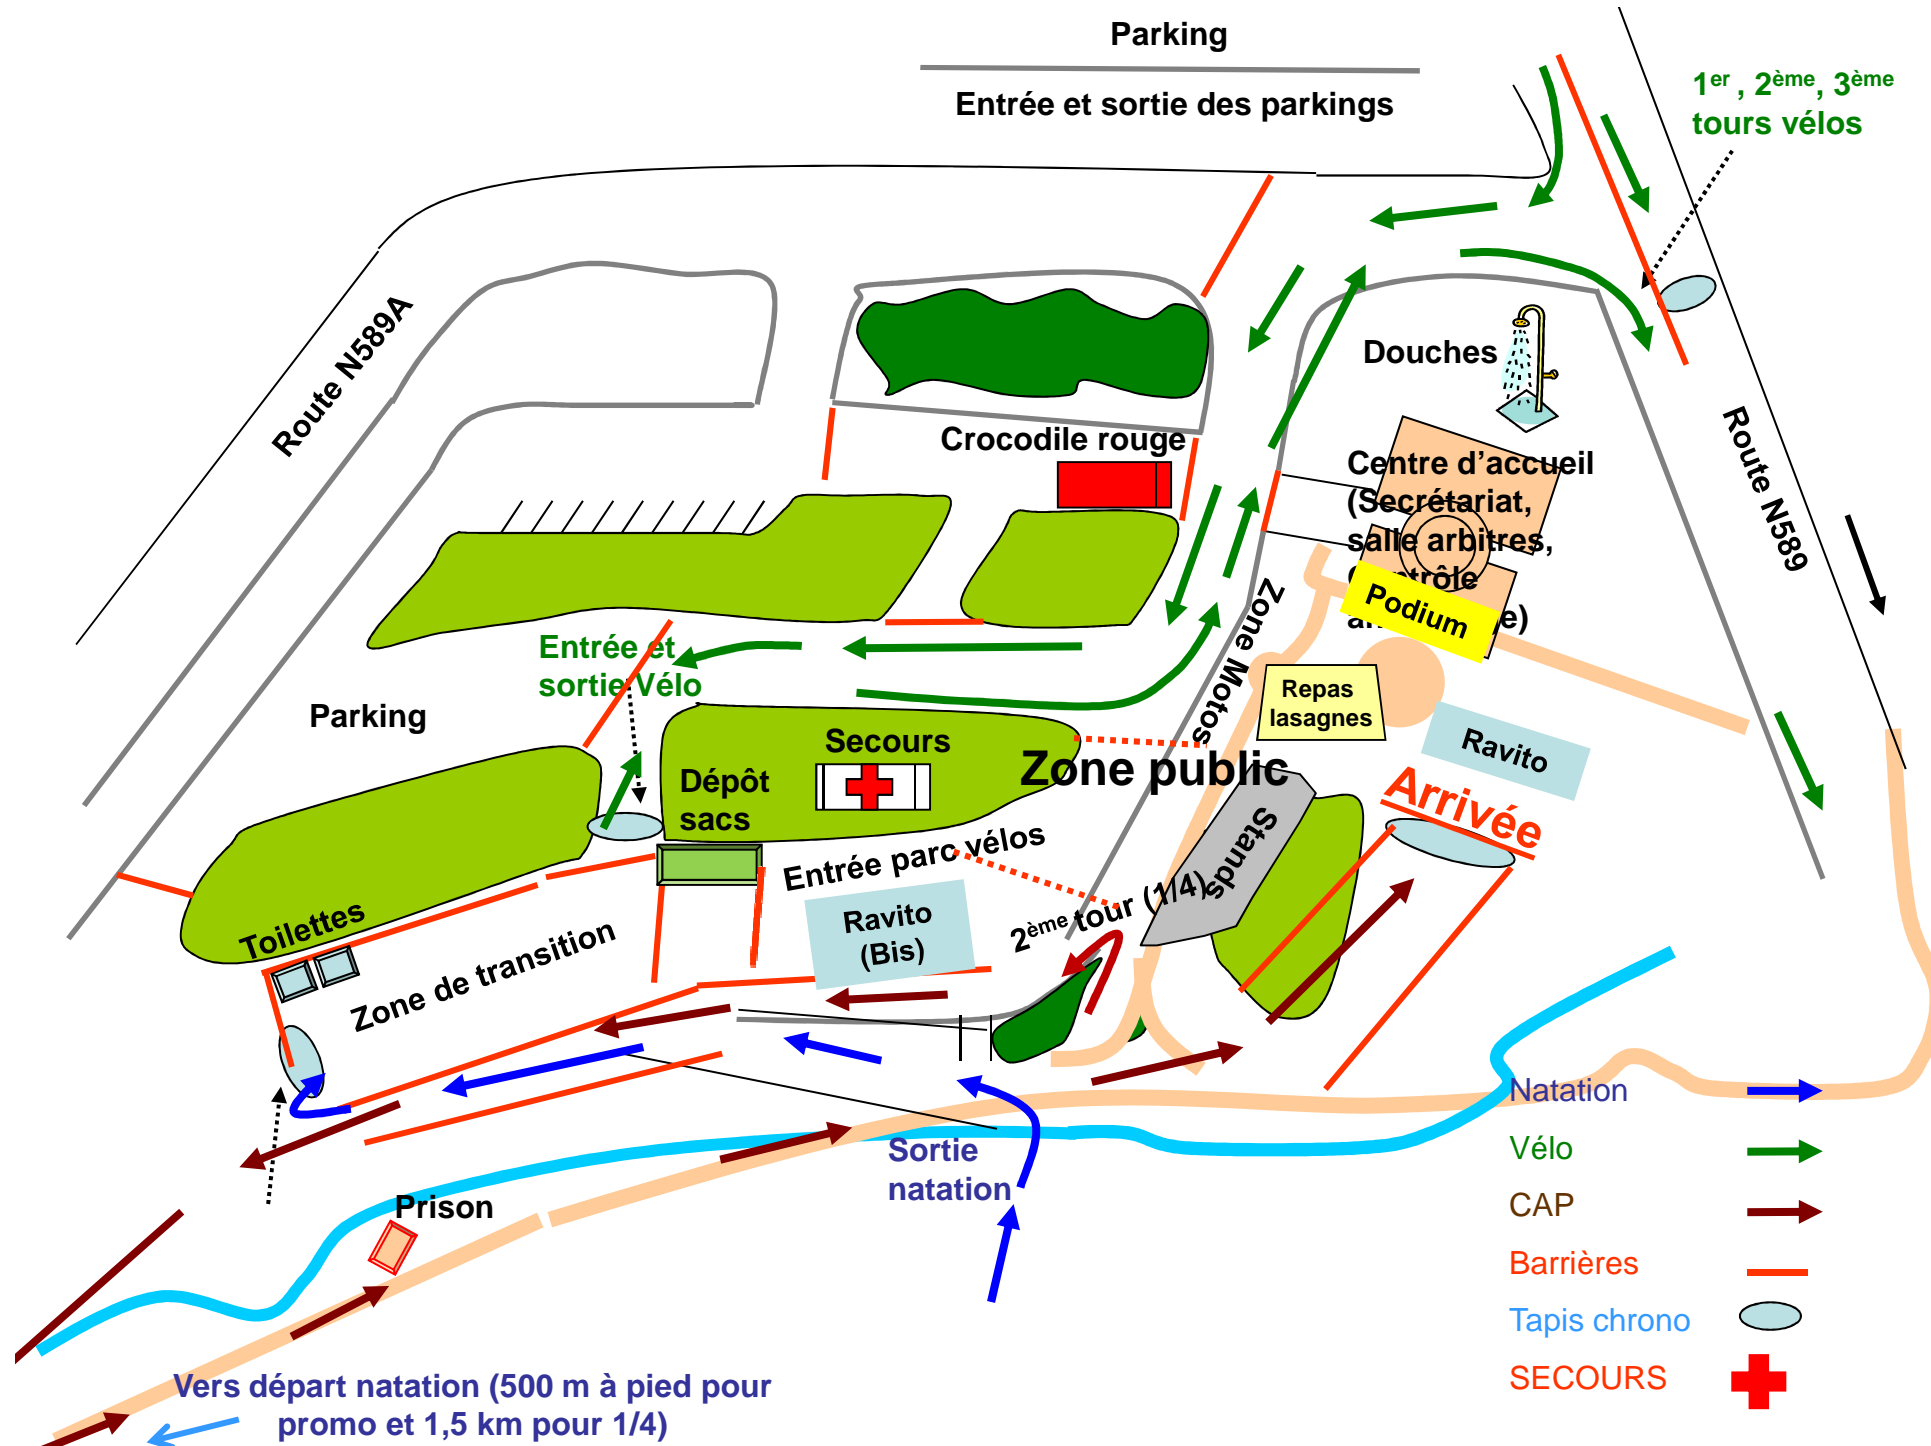 Parking
Entrée et sortie des parkings
1er , 2ème, 3ème
tours vélos
Route N589A
Douches
Crocodile rouge
Route N589
Centre d’accueil
(Secrétariat,
salle arbitres,
Podium
Entrée et
sortie Vélo
Zone Motos
Repas
lasagnes
Parking
Secours
Ravito
Dépôt
sacs
Zone public
Arrivée
Stands
Entrée parc vélos
2ème tour (1/4)
Ravito
(Bis)
Toilettes
Zone de transition
Sortie
natation
Prison
Vers départ natation (500 m à pied pour
promo et 1,5 km pour 1/4)
Natation
Vélo
CAP
Barrières
Tapis chrono
SECOURS